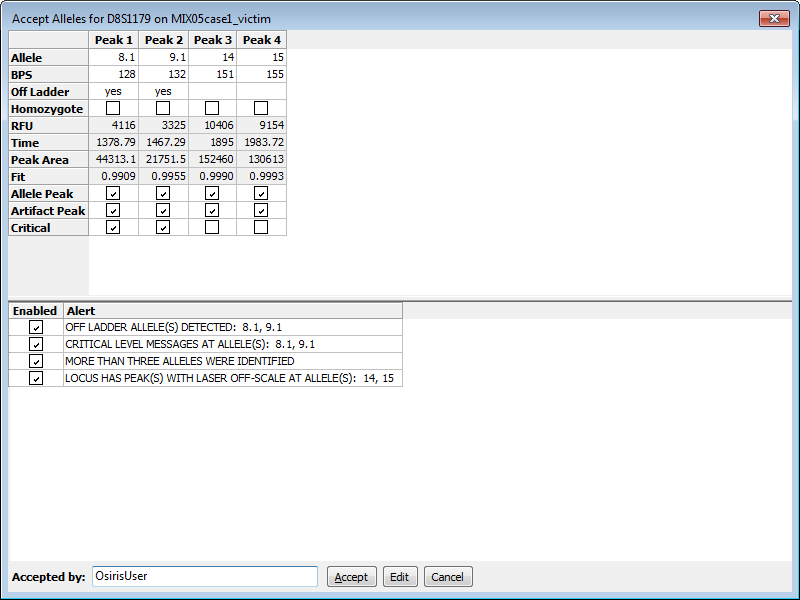 Accept Alleles for D8S1179 on MIX05case1_victim
Peak 1 Peak 2 Peak 3 Peak 4
Allele 8.1 9.1 14 15
BPS 128 132 151 155
Off Ladder yes yes
Homozygote
RFU 4116 3325 10406 9154
Time 1378.79 1467.29 1895 1983.72
Peak Area 44313.1 21751.5 152460 130613
Fit 0.9909 0.9955 0.9990 0.9993
Allele Peak
Artifact Peak
Critical
Enabled Alert
OFF LADDER ALLELE(S) DETECTED: 8.1, 9.1
CRITICAL LEVEL MESSAGES AT ALLELE(S): 8.1, 9.1
MORE THAN THREE ALLELES WERE IDENTIFIED
LOCUS HAS PEAK(S) WITH LASER OFF-SCALE AT ALLELE(S): 14, 15
Accepted by: OsirisUser Accept Edit Cancel